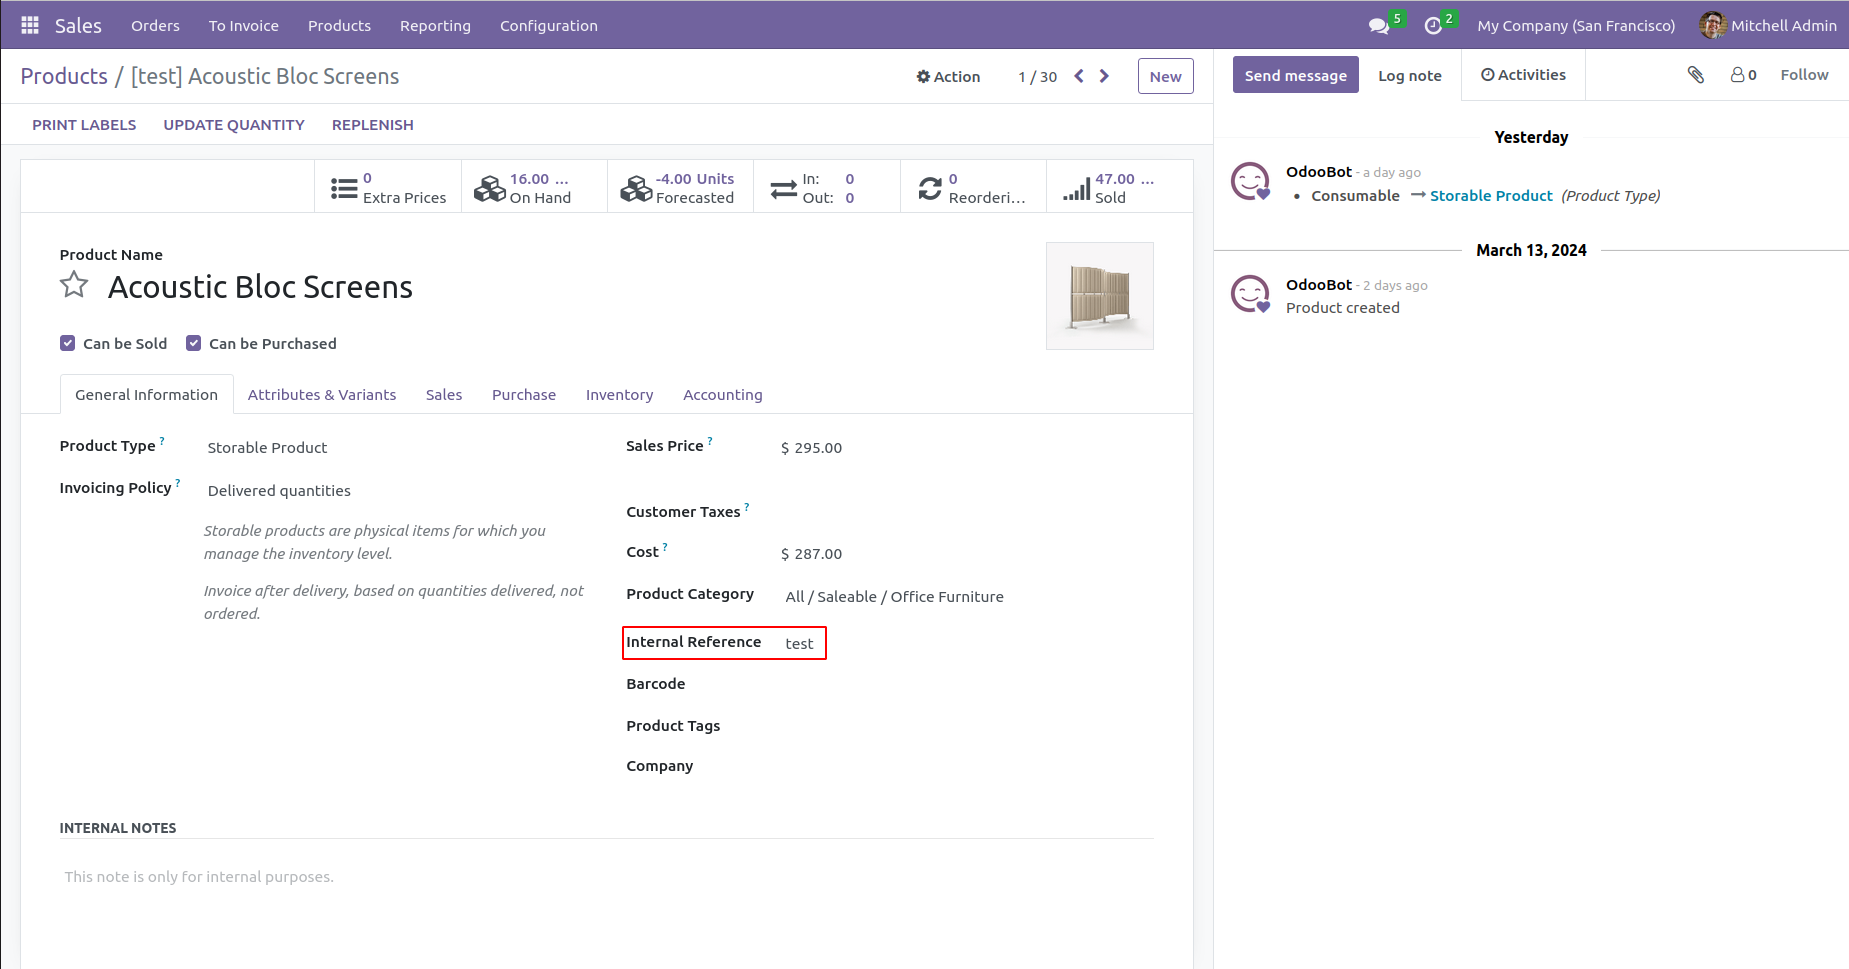 Sales Orders To Invoice Products Reporting Configuration 5 2 My Company (San Francisco) Mitchell Admin
Products / [test] Acoustic Bloc Screens Action 1 / 30 New
Send message Log note Activities 0 Follow
PRINT LABELS UPDATE QUANTITY REPLENISH
0 Extra Prices
16.00 ... On Hand
-4.00 Units Forecasted
In: 0
Out: 0
0 Reorderi...
47.00 ... Sold
Product Name
Acoustic Bloc Screens
Can be Sold Can be Purchased
General Information Attributes & Variants Sales Purchase Inventory Accounting
Product Type ? Storable Product
Invoicing Policy ? Delivered quantities
Storable products are physical items for which you
manage the inventory level.
Invoice after delivery, based on quantities delivered, not
ordered.
Sales Price ? $ 295.00
Customer Taxes ?
Cost ? $ 287.00
Product Category All / Saleable / Office Furniture
Internal Reference test
Barcode
Product Tags
Company
INTERNAL NOTES
This note is only for internal purposes.
Yesterday
OdooBot - a day ago
• Consumable → Storable Product (Product Type)
March 13, 2024
OdooBot - 2 days ago
Product created